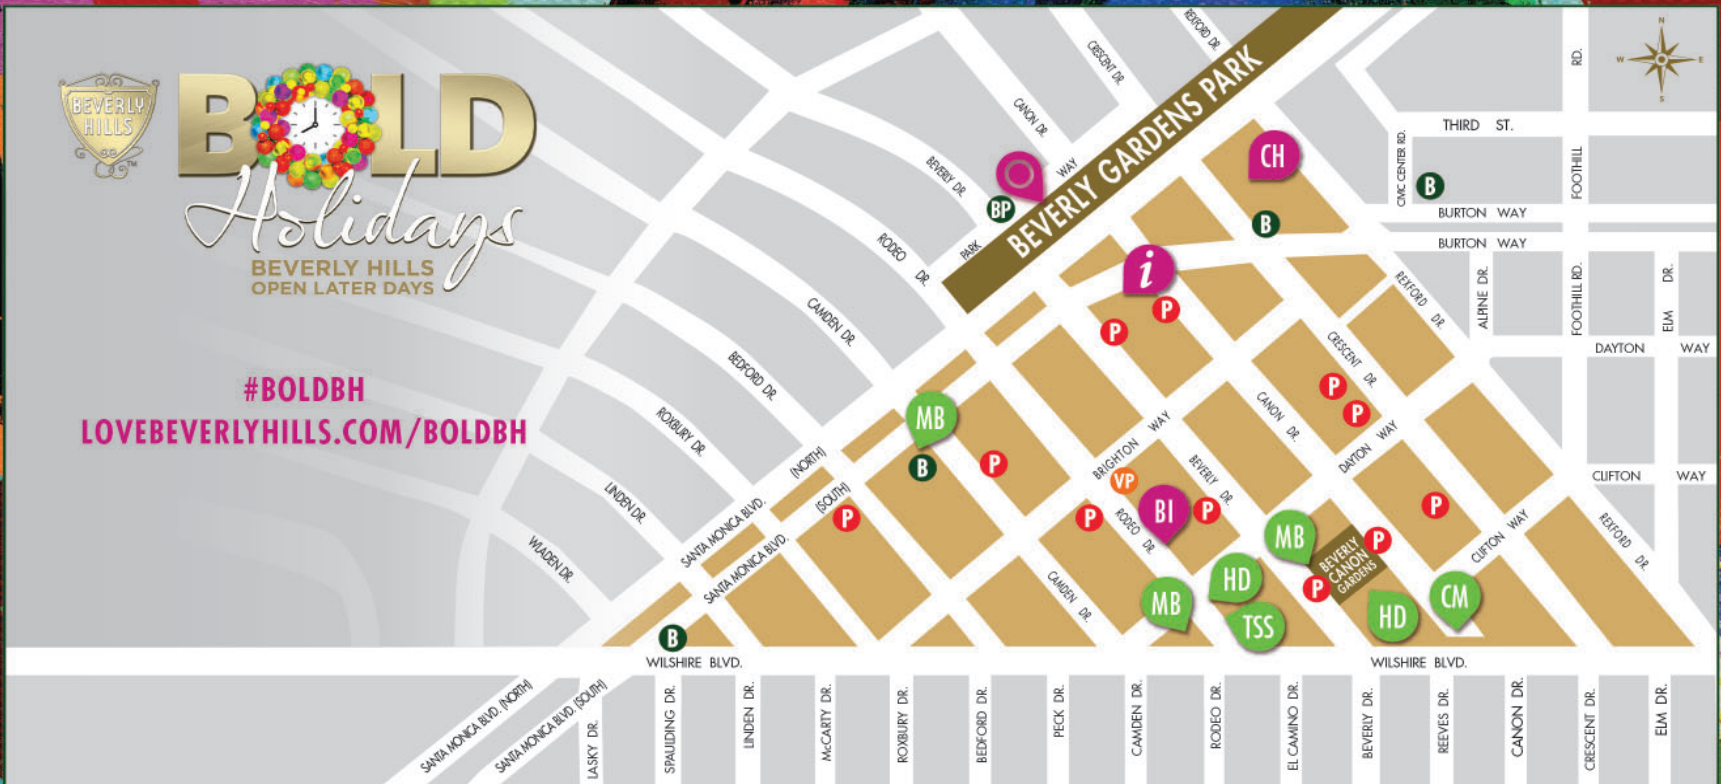 BEVERLY
HILLS
TM
BOLD
Holidays
BEVERLY HILLS
OPEN LATER DAYS
#BOLDBH
LOVEBEVERLYHILLS.COM/BOLDBH
N
W
E
S
REXFORD DR.
CRESCENT DR.
CANON DR.
BEVERLY DR.
RODEO DR.
CAMDEN DR.
BEDFORD DR.
ROXBURY DR.
LINDEN DR.
WLADEN DR.
PARK WAY
BEVERLY GARDENS PARK
BP
CH
B
B
i
P
P
THIRD ST.
CIVIC CENTER RD.
FOOTHILL RD.
BURTON WAY
BURTON WAY
REXFORD DR.
ALPINE DR.
FOOTHILL RD.
ELM DR.
DAYTON WAY
CLIFTON WAY
CRESCENT DR.
P
P
CANON DR.
DAYTON WAY
BRIGHTON WAY
BEVERLY DR.
MB
B
P
P
VP
BI
P
P
RODEO DR.
CAMDEN DR.
(NORTH)
SANTA MONICA BLVD.
(SOUTH)
SANTA MONICA BLVD.
P
CLIFTON WAY
REXFORD DR.
MB
P
BEVERLY
CANON
GARDENS
P
HD
MB
TSS
HD
CM
B
WILSHIRE BLVD.
WILSHIRE BLVD.
SANTA MONICA BLVD. (NORTH)
SANTA MONICA BLVD. (SOUTH)
LASKY DR.
SPAULDING DR.
LINDEN DR.
McCARTY DR.
ROXBURY DR.
BEDFORD DR.
PECK DR.
CAMDEN DR.
RODEO DR.
EL CAMINO DR.
BEVERLY DR.
REEVES DR.
CANON DR.
CRESCENT DR.
ELM DR.